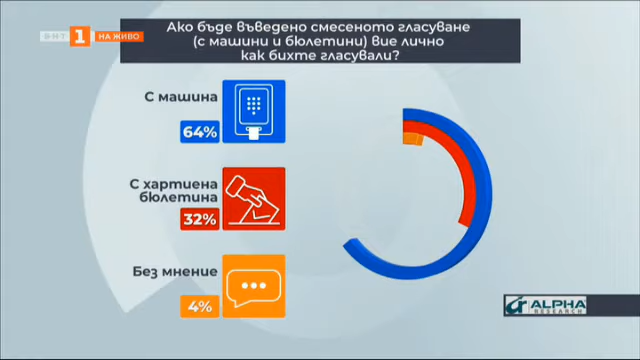 Ако бъде въведено смесеното гласуване
(с машини и бюлетини) вие лично
как бихте гласували?
БНТ 1 НА ЖИВО
С машина
64%
С хартиена
бюлетина
32%
Без мнение
4%
ALPHA
RESEARCH